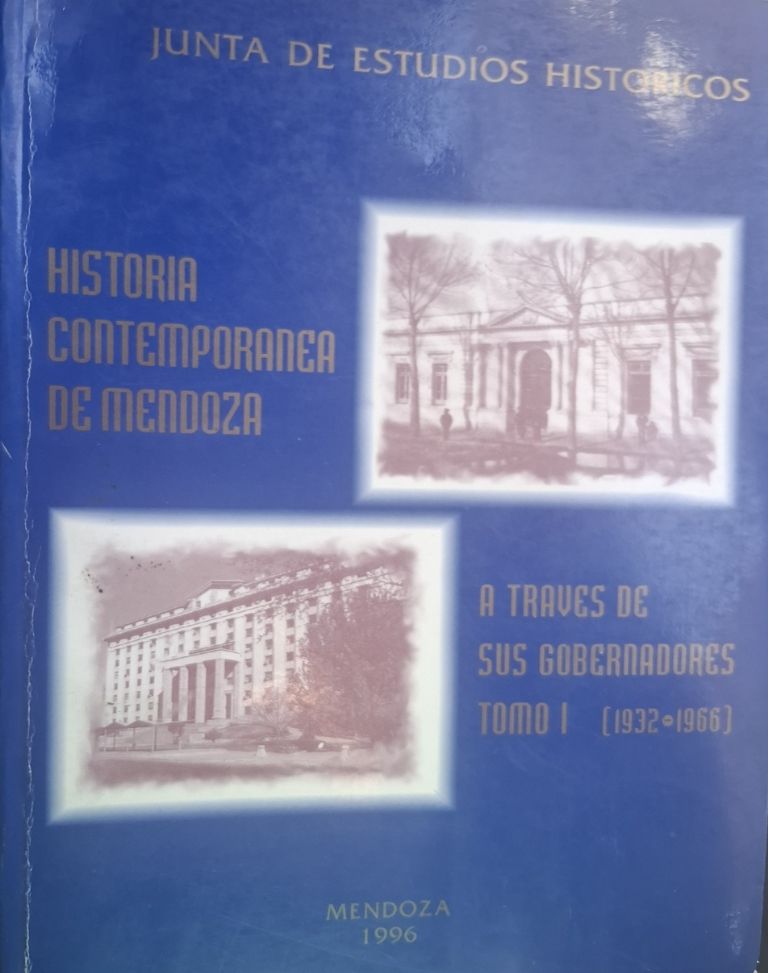 JUNTA DE ESTUDIOS HISTORICOS
HISTORIA
CONTEMPORANEA
DE MENDOZA
A TRAVES DE
SUS GOBERNADORES
TOMO I (1932-1966)
MENDOZA
1996